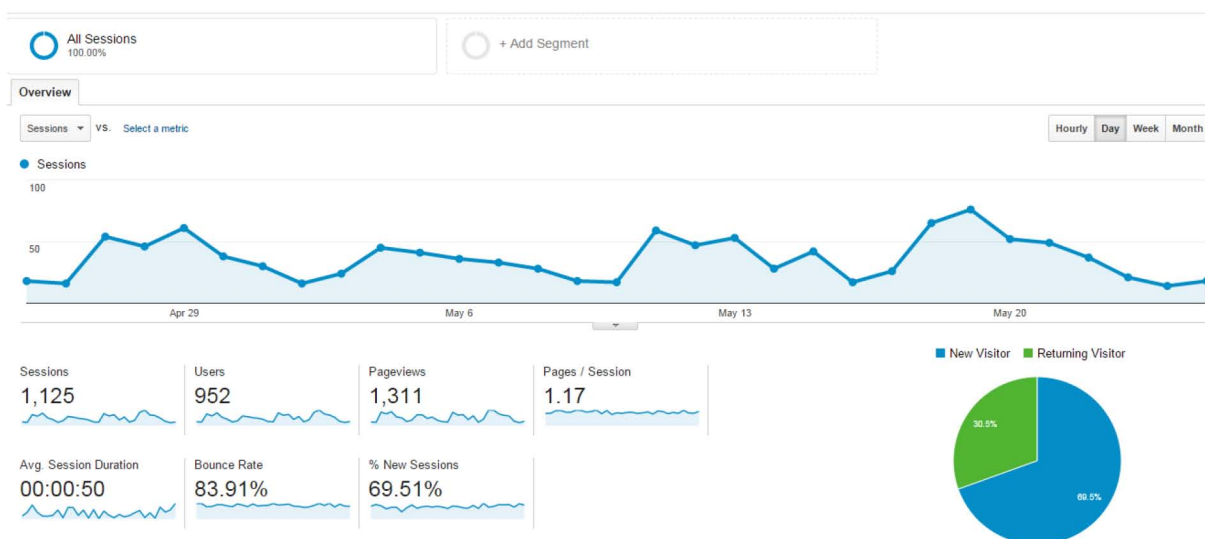 All Sessions
100.00%
+ Add Segment
Overview
Sessions VS. Select a metric
Hourly Day Week Month
Sessions
100
50
Apr 29 May 6 May 13 May 20
New Visitor Returning Visitor
Sessions Users Pageviews Pages / Session
1,125 952 1,311 1.17
30.5%
69.5%
Avg. Session Duration Bounce Rate % New Sessions
00:00:50 83.91% 69.51%